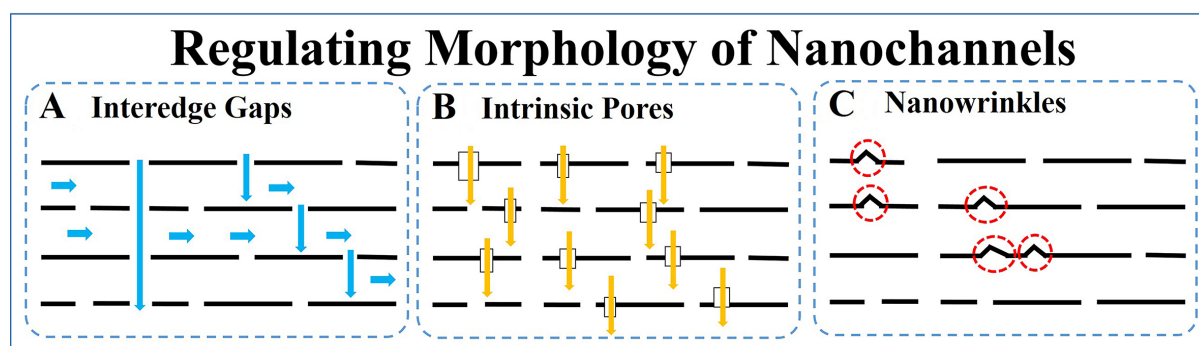 Regulating Morphology of Nanochannels
A Interedge Gaps
B Intrinsic Pores
C Nanowrinkles